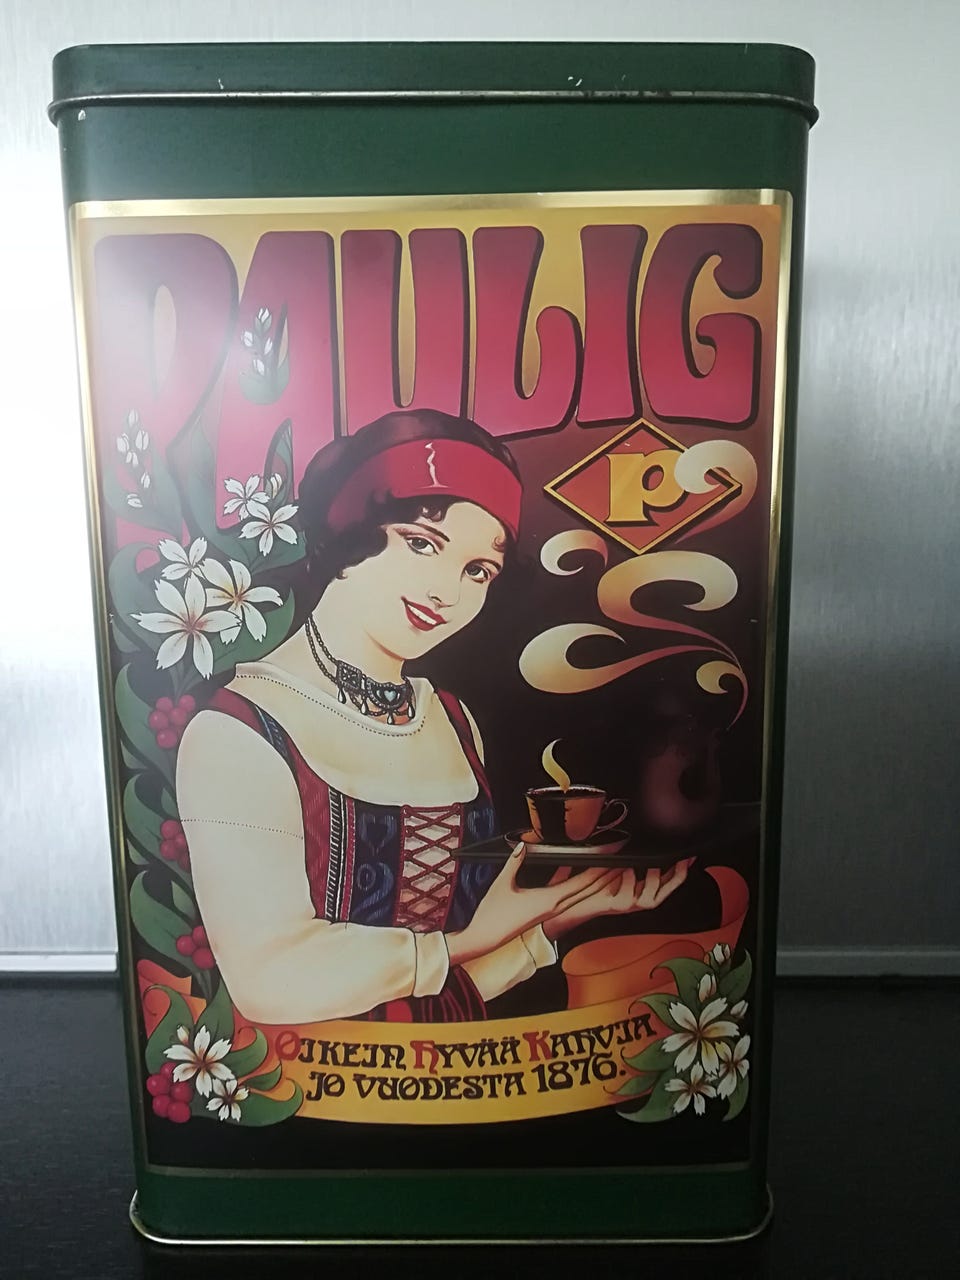 PAULIG
P
OIKEIN HYVÄÄ KAHVIA
JO VUODESTA 1876.